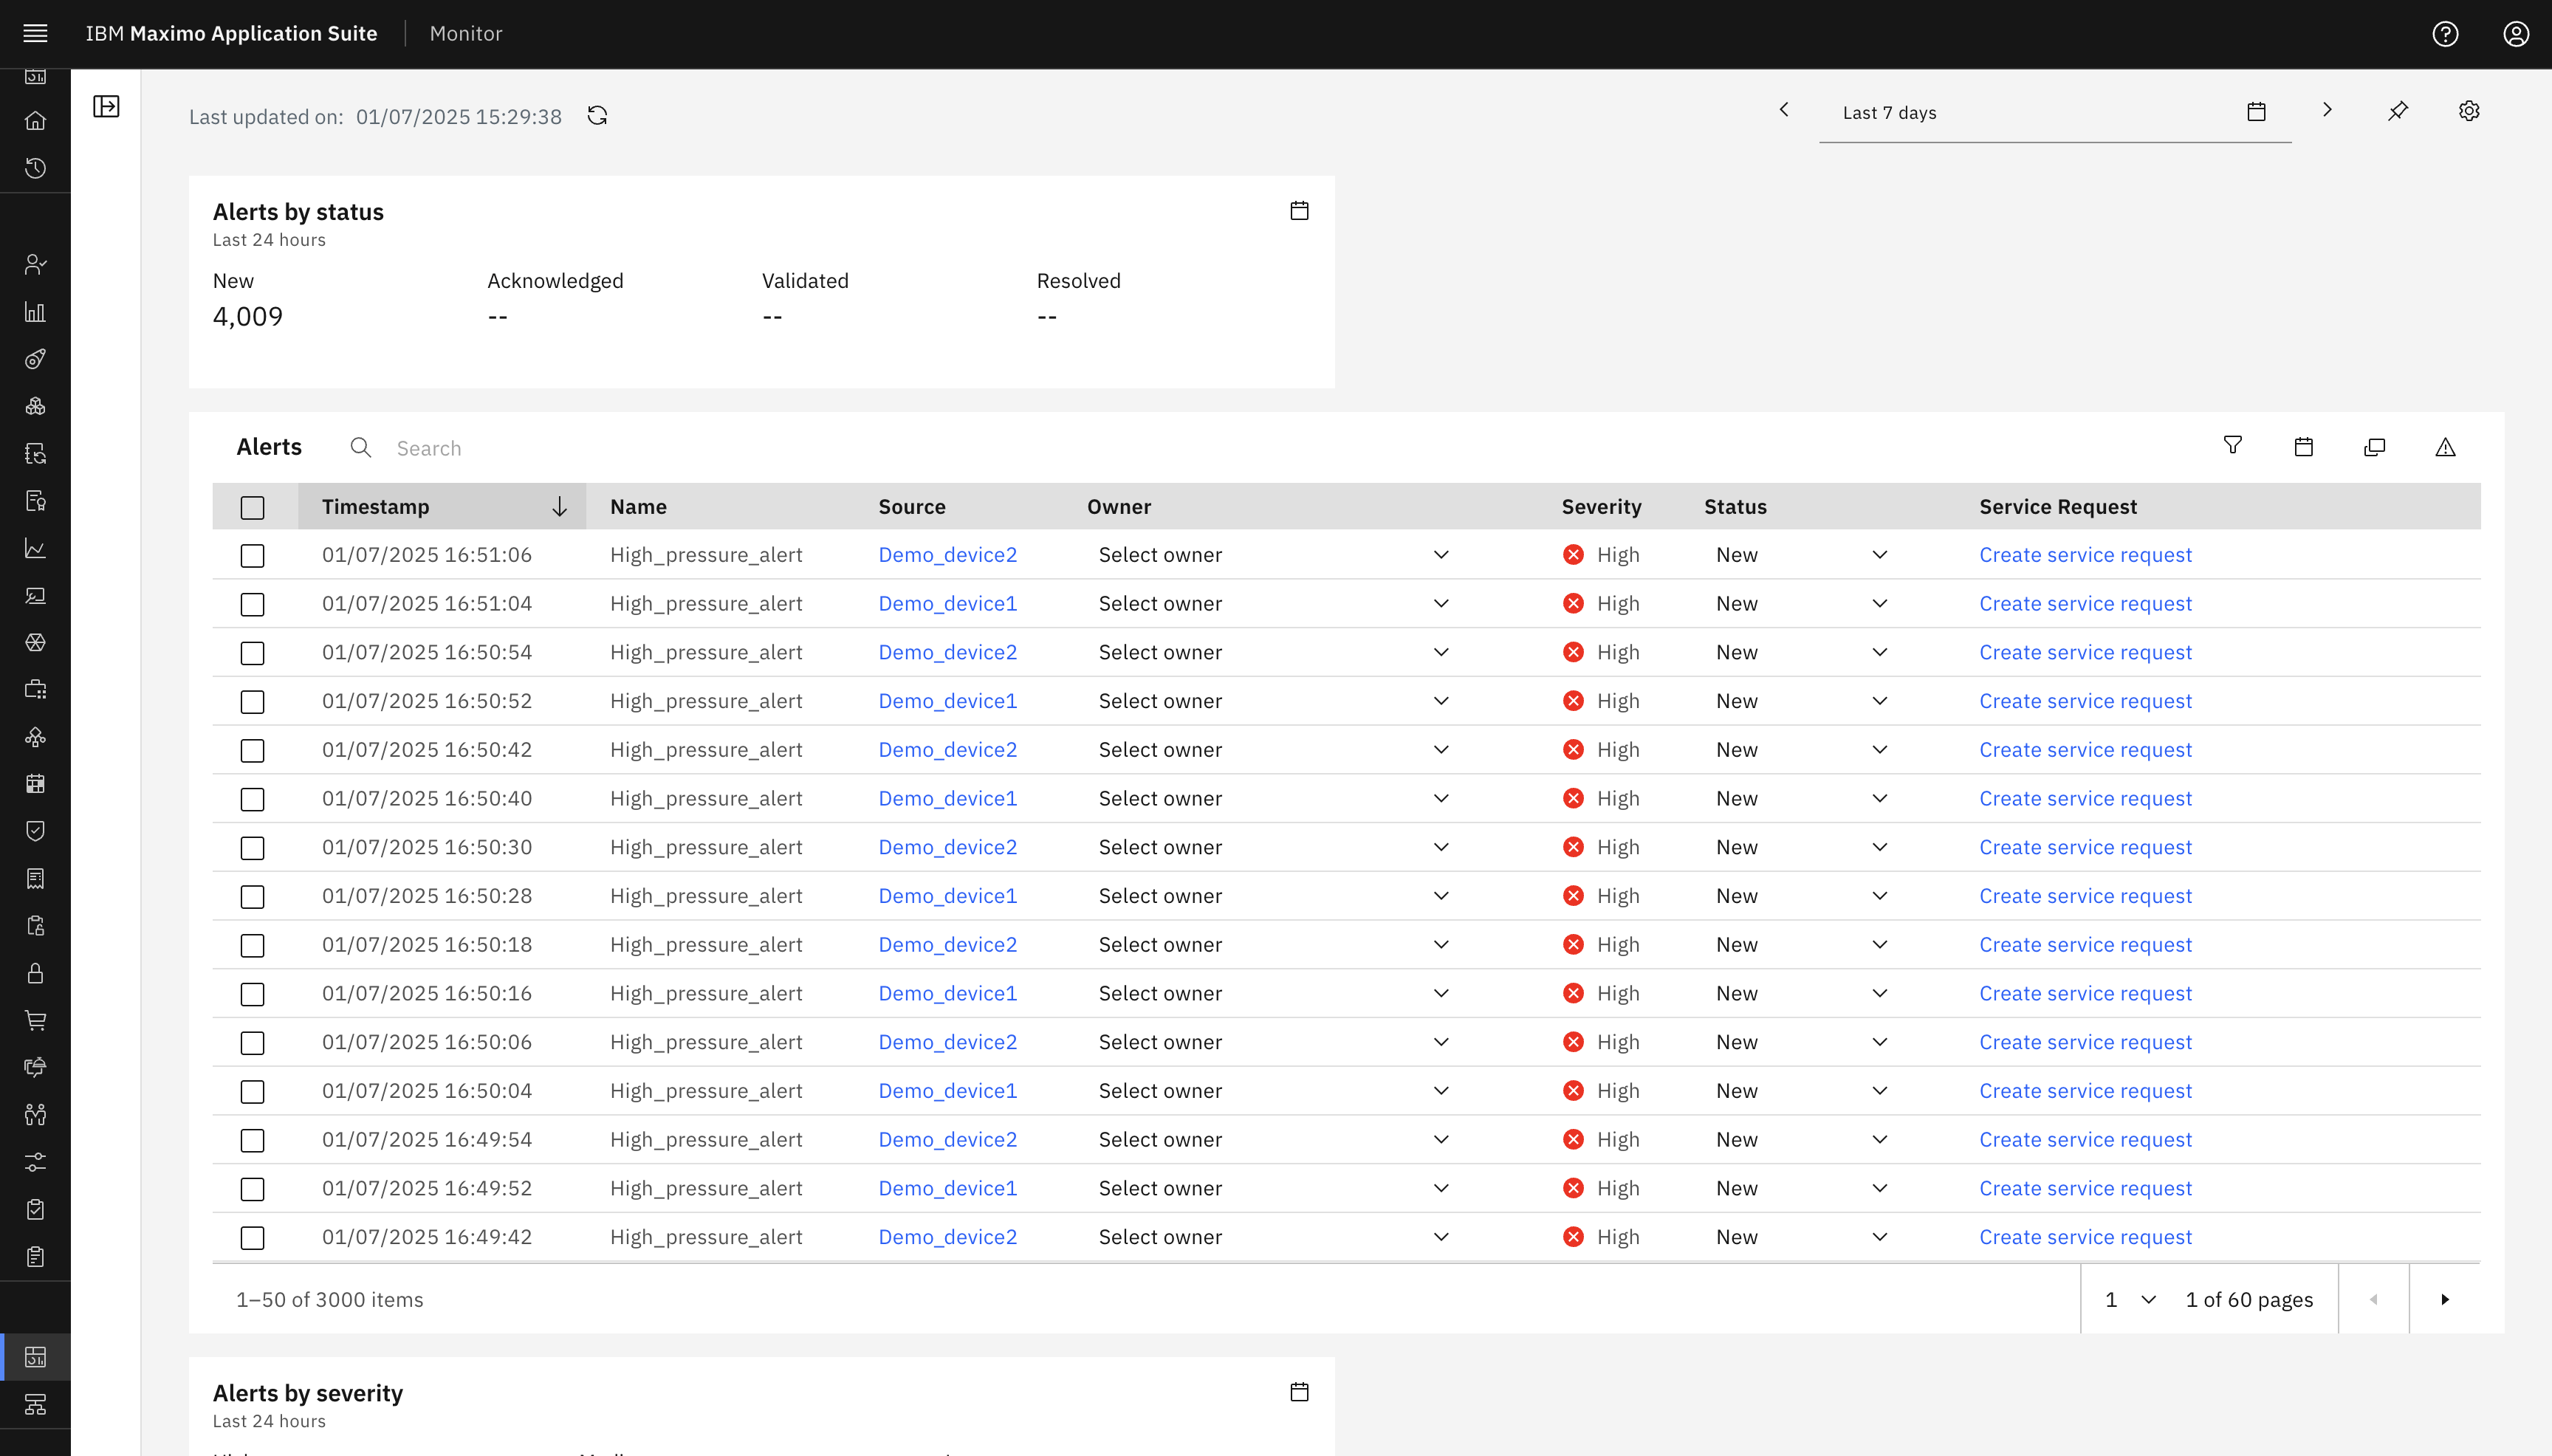 IBM Maximo Application Suite Monitor
Last updated on: 01/07/2025 15:29:38
Last 7 days
Alerts by status
Last 24 hours
New Acknowledged Validated Resolved
4,009 -- -- --
Alerts Search
Timestamp Name Source Owner Severity Status Service Request
01/07/2025 16:51:06 High_pressure_alert Demo_device2 Select owner High New Create service request
01/07/2025 16:51:04 High_pressure_alert Demo_device1 Select owner High New Create service request
01/07/2025 16:50:54 High_pressure_alert Demo_device2 Select owner High New Create service request
01/07/2025 16:50:52 High_pressure_alert Demo_device1 Select owner High New Create service request
01/07/2025 16:50:42 High_pressure_alert Demo_device2 Select owner High New Create service request
01/07/2025 16:50:40 High_pressure_alert Demo_device1 Select owner High New Create service request
01/07/2025 16:50:30 High_pressure_alert Demo_device2 Select owner High New Create service request
01/07/2025 16:50:28 High_pressure_alert Demo_device1 Select owner High New Create service request
01/07/2025 16:50:18 High_pressure_alert Demo_device2 Select owner High New Create service request
01/07/2025 16:50:16 High_pressure_alert Demo_device1 Select owner High New Create service request
01/07/2025 16:50:06 High_pressure_alert Demo_device2 Select owner High New Create service request
01/07/2025 16:50:04 High_pressure_alert Demo_device1 Select owner High New Create service request
01/07/2025 16:49:54 High_pressure_alert Demo_device2 Select owner High New Create service request
01/07/2025 16:49:52 High_pressure_alert Demo_device1 Select owner High New Create service request
01/07/2025 16:49:42 High_pressure_alert Demo_device2 Select owner High New Create service request
1–50 of 3000 items 1 1 of 60 pages
Alerts by severity
Last 24 hours